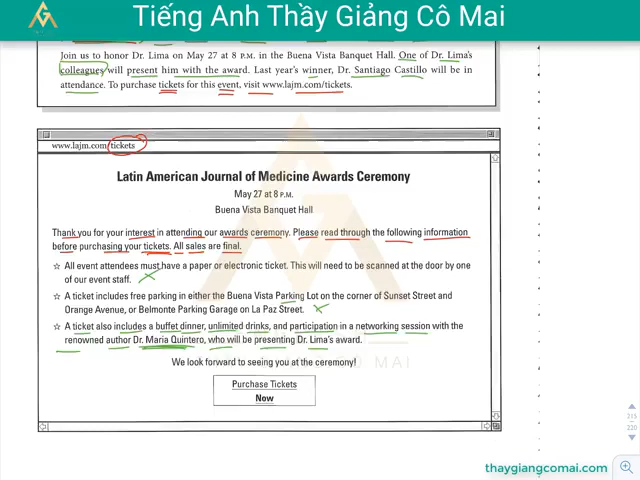 Tiếng Anh Thầy Giảng Cô Mai
Join us to honor Dr. Lima on May 27 at 8 P.M. in the Buena Vista Banquet Hall. One of Dr. Lima's
colleagues will present him with the award. Last year's winner, Dr. Santiago Castillo will be in
attendance. To purchase tickets for this event, visit www.lajm.com/tickets.
www.lajm.com/tickets
Latin American Journal of Medicine Awards Ceremony
May 27 at 8 P.M.
Buena Vista Banquet Hall
Thank you for your interest in attending our awards ceremony. Please read through the following information
before purchasing your tickets. All sales are final.
☆ All event attendees must have a paper or electronic ticket. This will need to be scanned at the door by one
of our event staff.
☆ A ticket includes free parking in either the Buena Vista Parking Lot on the corner of Sunset Street and
Orange Avenue, or Belmonte Parking Garage on La Paz Street.
☆ A ticket also includes a buffet dinner, unlimited drinks, and participation in a networking session with the
renowned author Dr. Maria Quintero, who will be presenting Dr. Lima's award.
We look forward to seeing you at the ceremony!
Purchase Tickets
Now
215
220
thaygiangcomai.com